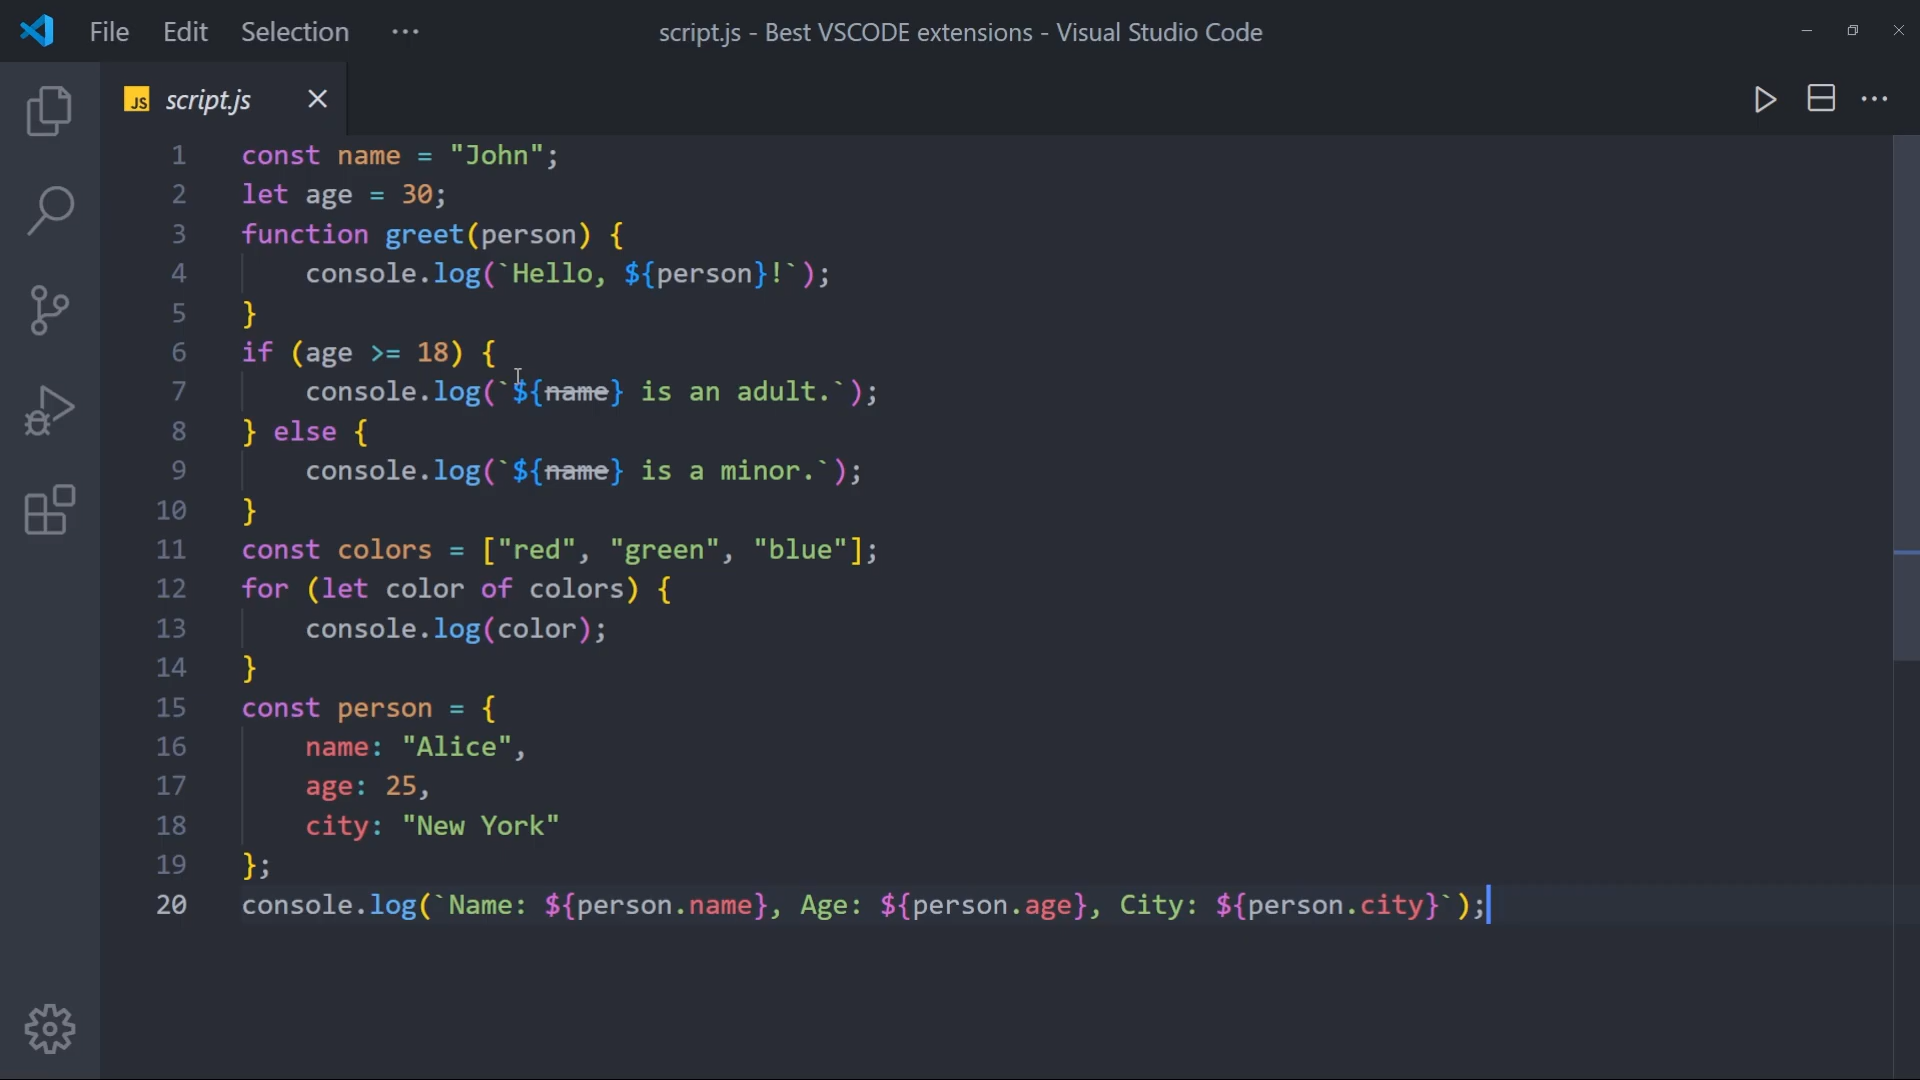 File Edit Selection ··· script.js - Best VSCODE extensions - Visual Studio Code
JS script.js
1 const name = "John";
2 let age = 30;
3 function greet(person) {
4     console.log(`Hello, ${person}!`);
5 }
6 if (age >= 18) {
7     console.log(`${name} is an adult.`);
8 } else {
9     console.log(`${name} is a minor.`);
10 }
11 const colors = ["red", "green", "blue"];
12 for (let color of colors) {
13     console.log(color);
14 }
15 const person = {
16     name: "Alice",
17     age: 25,
18     city: "New York"
19 };
20 console.log(`Name: ${person.name}, Age: ${person.age}, City: ${person.city}`);